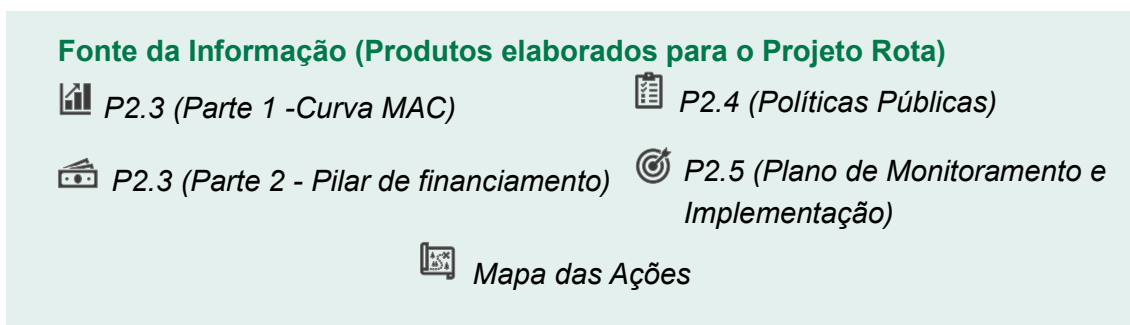 Fonte da Informação (Produtos elaborados para o Projeto Rota)
P2.3 (Parte 1 -Curva MAC)
P2.4 (Políticas Públicas)
P2.3 (Parte 2 - Pilar de financiamento)
P2.5 (Plano de Monitoramento e
Implementação)
Mapa das Ações